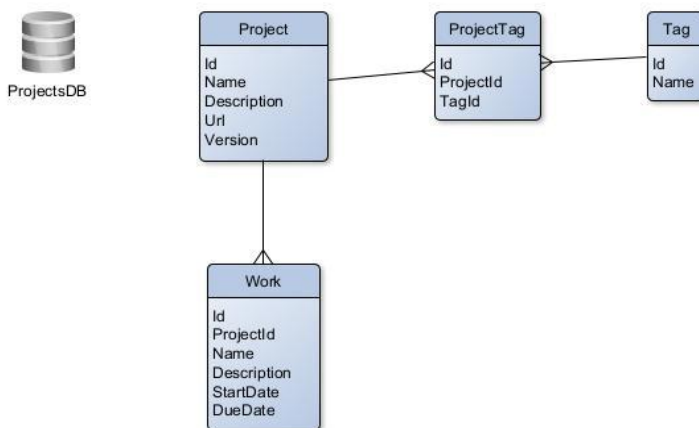 ProjectsDB
Project
Id
Name
Description
Url
Version
ProjectTag
Id
ProjectId
TagId
Tag
Id
Name
Work
Id
ProjectId
Name
Description
StartDate
DueDate